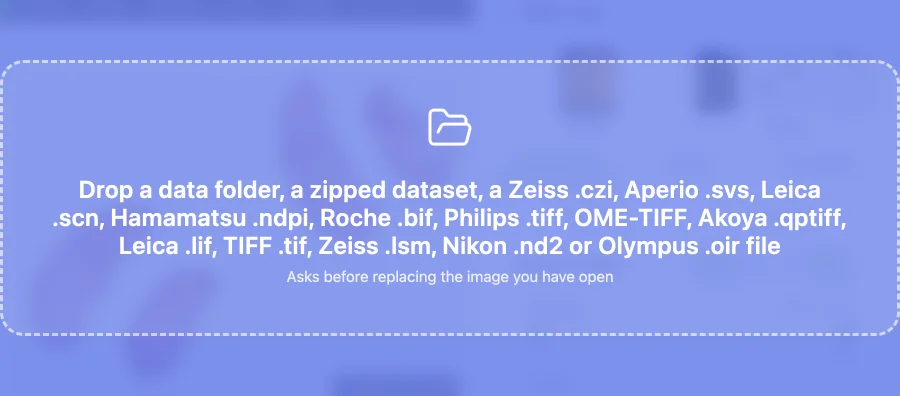 Drop a data folder, a zipped dataset, a Zeiss .czi, Aperio .svs, Leica
.scn, Hamamatsu .ndpi, Roche .bif, Philips .tiff, OME-TIFF, Akoya .qptiff,
Leica .lif, TIFF .tif, Zeiss .lsm, Nikon .nd2 or Olympus .oir file
Asks before replacing the image you have open